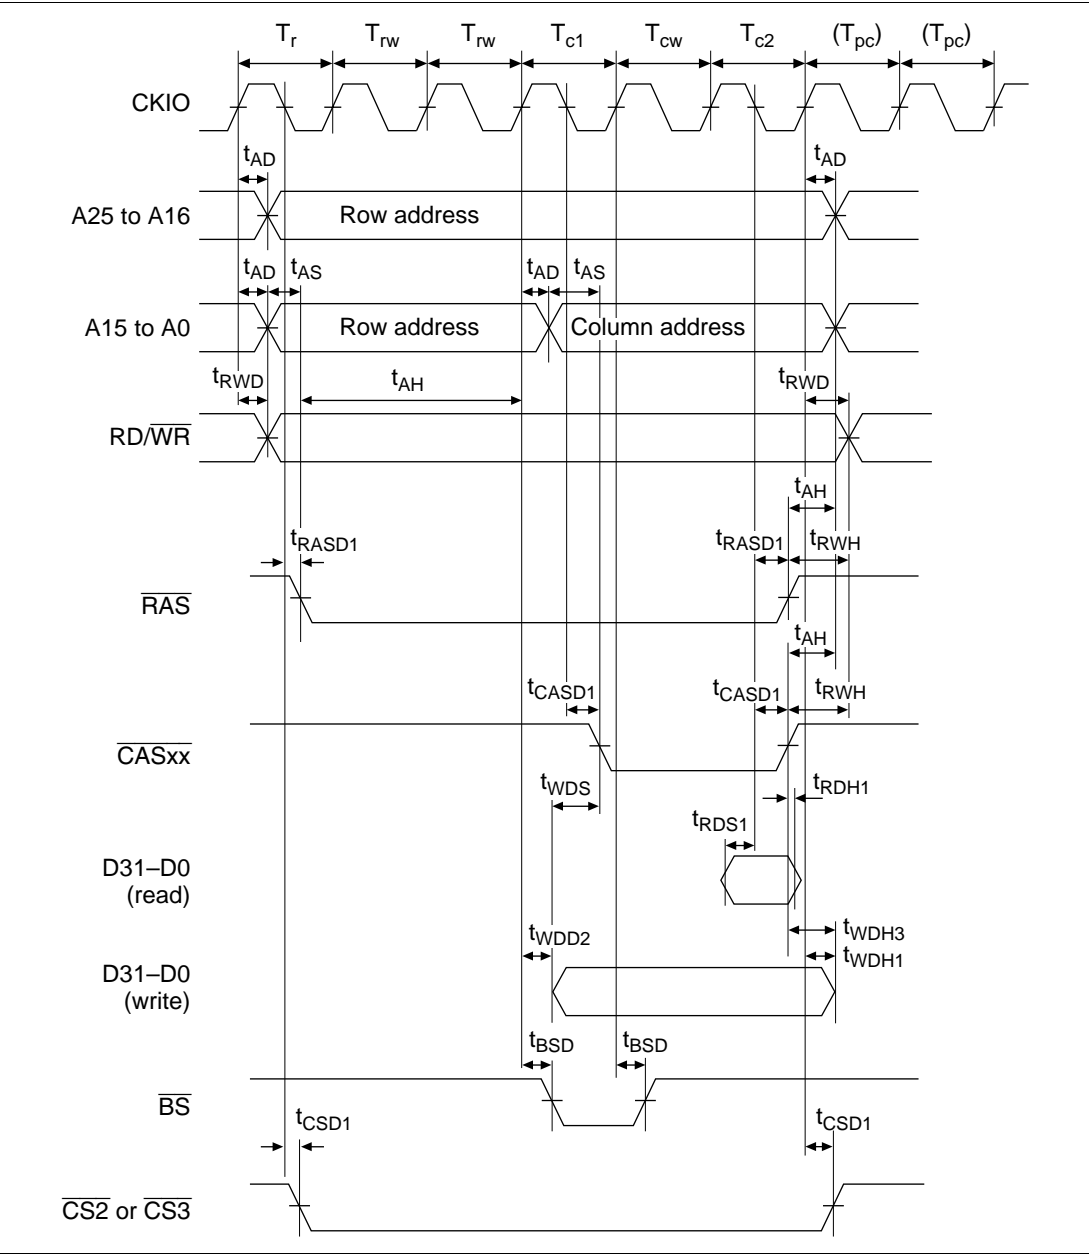 Tr Trw Trw Tc1 Tcw Tc2 (Tpc) (Tpc)
CKIO
tAD tAD
A25 to A16 Row address
tAD tAS tAD tAS
A15 to A0 Row address Column address
tRWD tAH tRWD
RD/WR
tAH
tRASD1 tRASD1 tRWH
RAS
tAH
tCASD1 tCASD1 tRWH
CASxx
tWDS tRDH1
tRDS1
D31–D0
(read)
tWDD2 tWDH3
tWDH1
D31–D0
(write)
tBSD tBSD
BS
tCSD1 tCSD1
CS2 or CS3